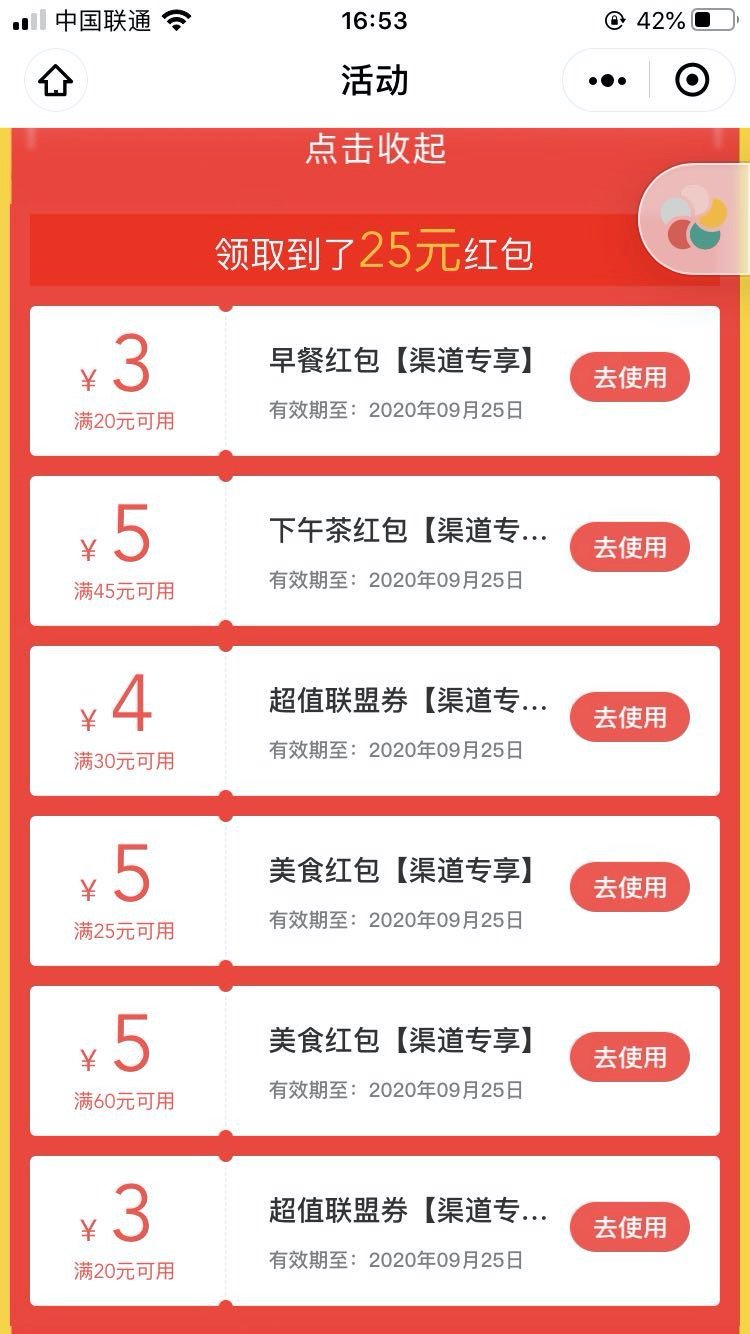 中国联通
16:53
42%
活动
点击收起
领取到了25元红包
¥ 3
满20元可用
早餐红包【渠道专享】
有效期至：2020年09月25日
去使用
¥ 5
满45元可用
下午茶红包【渠道专...
有效期至：2020年09月25日
去使用
¥ 4
满30元可用
超值联盟券【渠道专...
有效期至：2020年09月25日
去使用
¥ 5
满25元可用
美食红包【渠道专享】
有效期至：2020年09月25日
去使用
¥ 5
满60元可用
美食红包【渠道专享】
有效期至：2020年09月25日
去使用
¥ 3
满20元可用
超值联盟券【渠道专...
有效期至：2020年09月25日
去使用